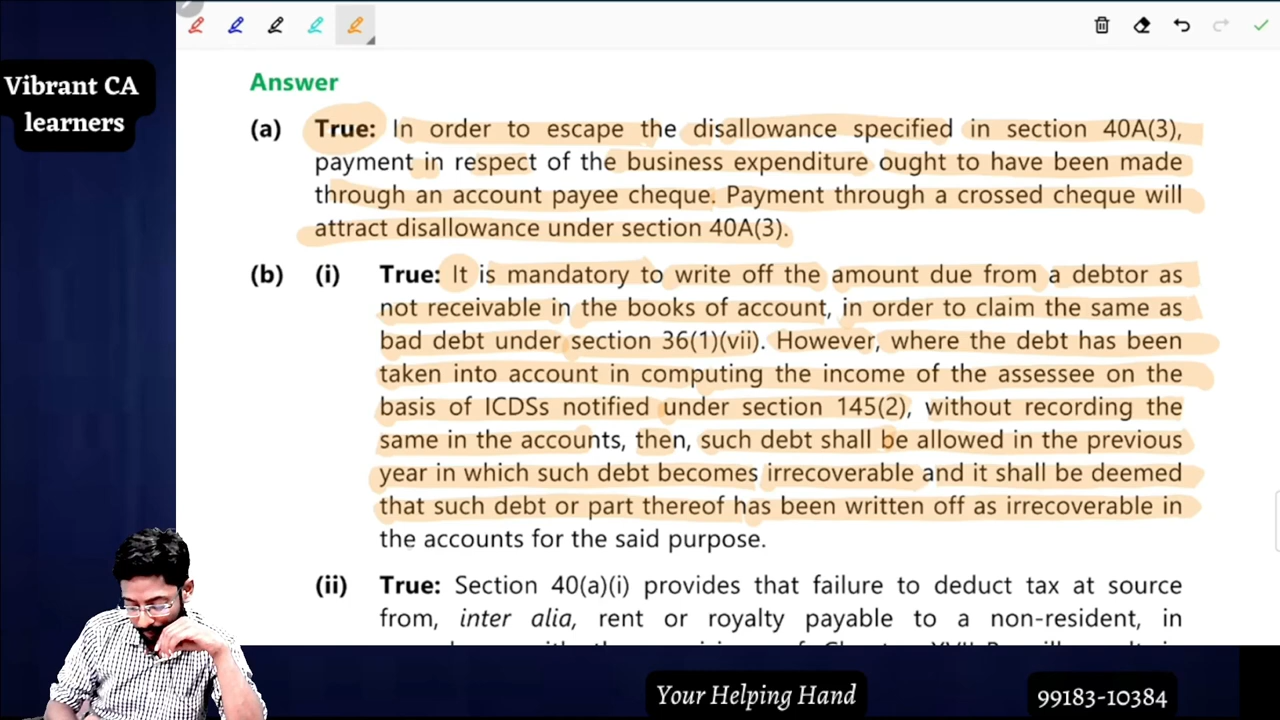 Vibrant CA
learners
Answer
(a) True: In order to escape the disallowance specified in section 40A(3),
payment in respect of the business expenditure ought to have been made
through an account payee cheque. Payment through a crossed cheque will
attract disallowance under section 40A(3).
(b) (i) True: It is mandatory to write off the amount due from a debtor as
not receivable in the books of account, in order to claim the same as
bad debt under section 36(1)(vii). However, where the debt has been
taken into account in computing the income of the assessee on the
basis of ICDSs notified under section 145(2), without recording the
same in the accounts, then, such debt shall be allowed in the previous
year in which such debt becomes irrecoverable and it shall be deemed
that such debt or part thereof has been written off as irrecoverable in
the accounts for the said purpose.
(ii) True: Section 40(a)(i) provides that failure to deduct tax at source
from, inter alia, rent or royalty payable to a non-resident, in
Your Helping Hand
99183-10384